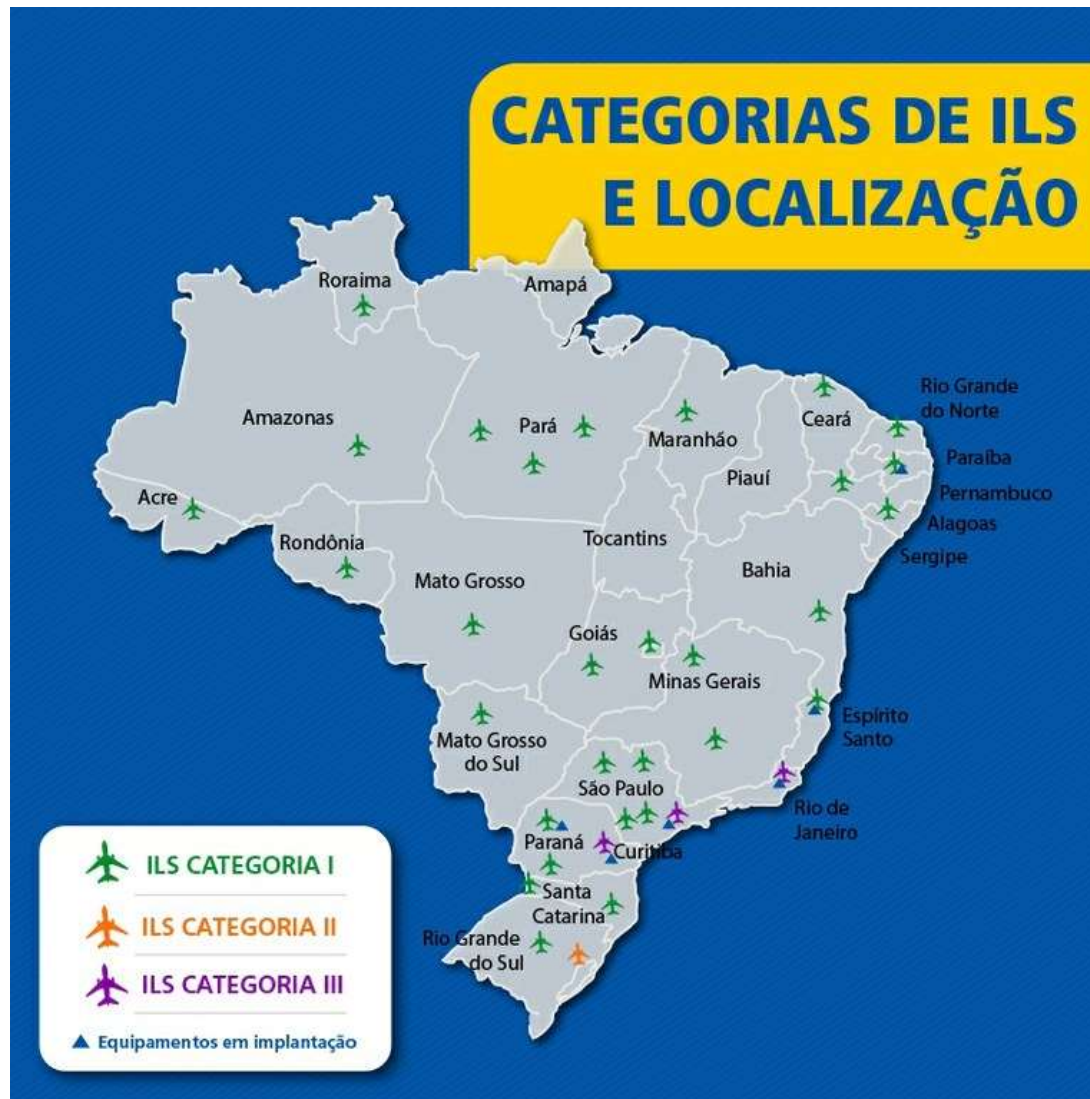 CATEGORIAS DE ILS
E LOCALIZAÇÃO
Roraima
Amapá
Amazonas
Pará
Maranhão
Ceará
Rio Grande
do Norte
Piauí
Paraíba
Pernambuco
Acre
Alagoas
Rondônia
Tocantins
Sergipe
Bahia
Mato Grosso
Goiás
Minas Gerais
Espírito
Santo
Mato Grosso
do Sul
São Paulo
Rio de
Janeiro
Paraná
Curitiba
Santa
Catarina
Rio Grande
do Sul
ILS CATEGORIA I
ILS CATEGORIA II
ILS CATEGORIA III
Equipamentos em implantação